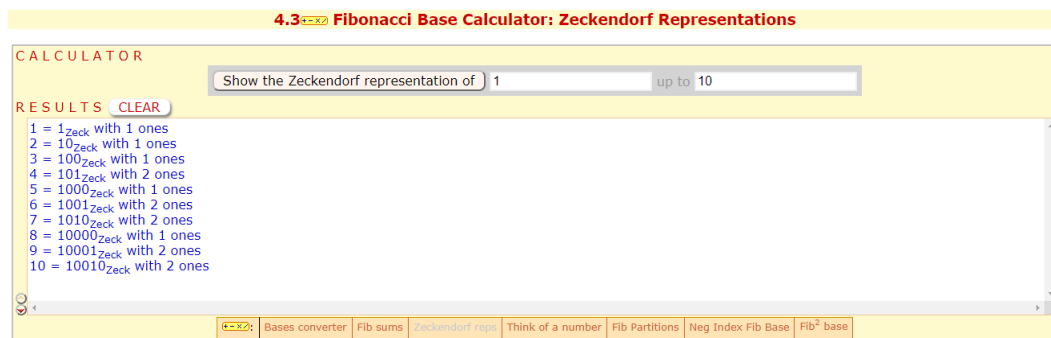 4.3 + - × / Fibonacci Base Calculator: Zeckendorf Representations
CALCULATOR
Show the Zeckendorf representation of 1 up to 10
RESULTS CLEAR
1 = 1Zeck with 1 ones
2 = 10Zeck with 1 ones
3 = 100Zeck with 1 ones
4 = 101Zeck with 2 ones
5 = 1000Zeck with 1 ones
6 = 1001Zeck with 2 ones
7 = 1010Zeck with 2 ones
8 = 10000Zeck with 1 ones
9 = 10001Zeck with 2 ones
10 = 10010Zeck with 2 ones
+ - × /: Bases converter Fib sums Zeckendorf reps Think of a number Fib Partitions Neg Index Fib Base Fib² base